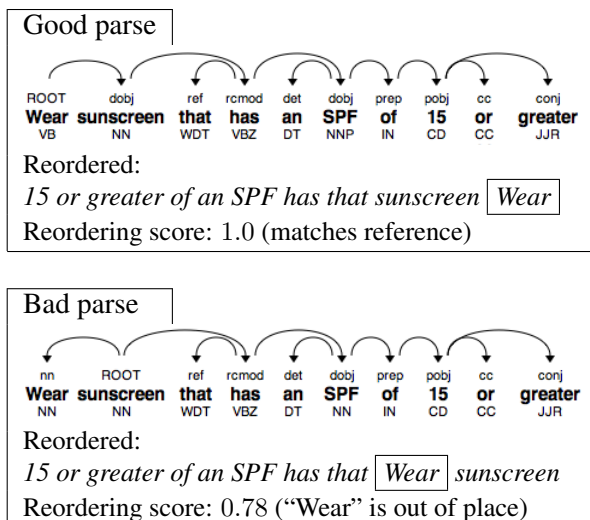 Good parse
ROOT dobj ref rcmod det dobj prep pobj cc conj
Wear sunscreen that has an SPF of 15 or greater
VB NN WDT VBZ DT NNP IN CD CC JJR
Reordered:
15 or greater of an SPF has that sunscreen Wear
Reordering score: 1.0 (matches reference)
Bad parse
nn ROOT ref rcmod det dobj prep pobj cc conj
Wear sunscreen that has an SPF of 15 or greater
NN NN WDT VBZ DT NN IN CD CC JJR
Reordered:
15 or greater of an SPF has that Wear sunscreen
Reordering score: 0.78 (“Wear” is out of place)